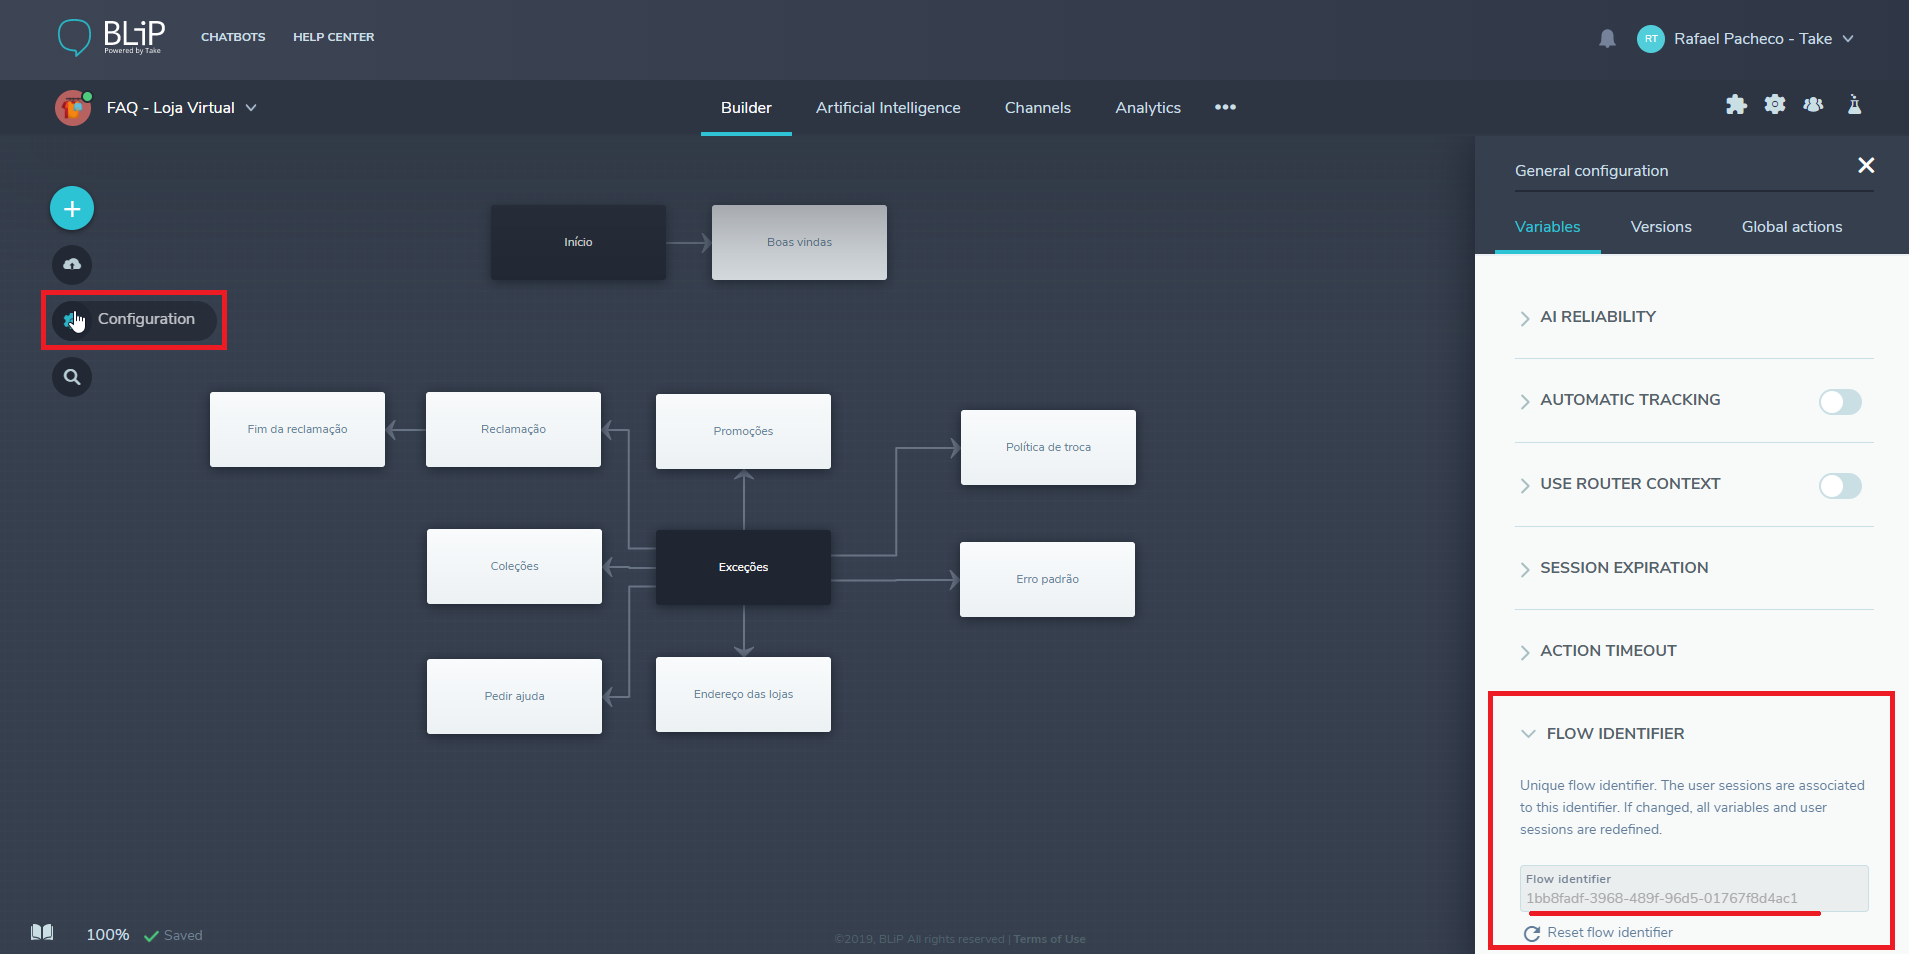 BLiP
Powered by Take
CHATBOTS
HELP CENTER
RT
Rafael Pacheco - Take
FAQ - Loja Virtual
Builder
Artificial Intelligence
Channels
Analytics
General configuration
Variables
Versions
Global actions
Início
Boas vindas
Configuration
AI RELIABILITY
AUTOMATIC TRACKING
USE ROUTER CONTEXT
SESSION EXPIRATION
ACTION TIMEOUT
Fim da reclamação
Reclamação
Promoções
Política de troca
Coleções
Exceções
Erro padrão
Pedir ajuda
Endereço das lojas
FLOW IDENTIFIER
Unique flow identifier. The user sessions are associated
to this identifier. If changed, all variables and user
sessions are redefined.
Flow identifier
1bb8fadf-3968-489f-96d5-01767f8d4ac1
Reset flow identifier
100%
Saved
©2019, BLiP All rights reserved | Terms of Use